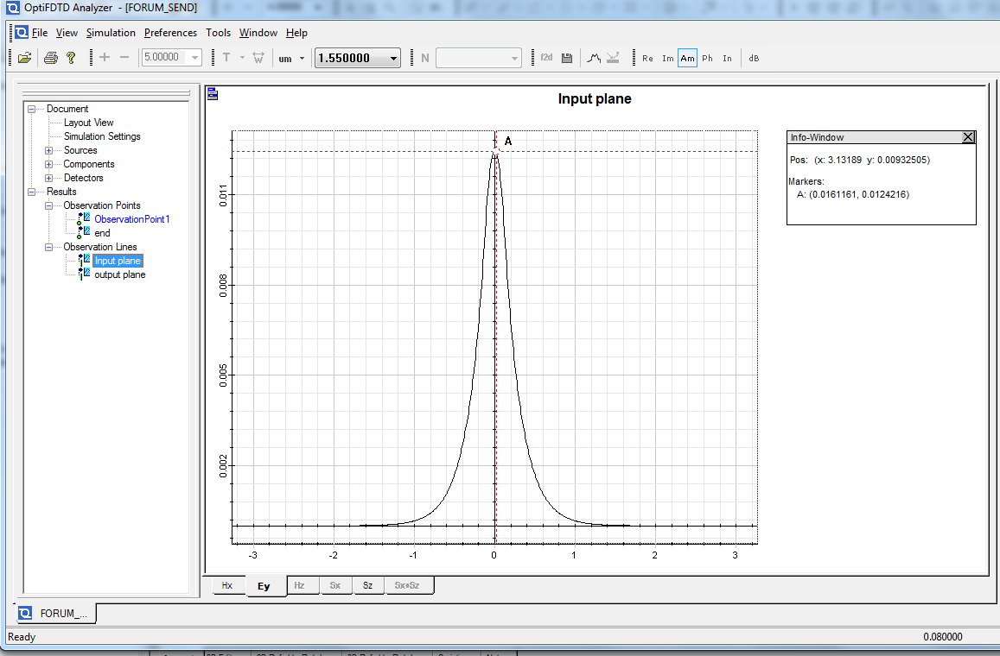 OptiFDTD Analyzer - [FORUM_SEND]
File View Simulation Preferences Tools Window Help
5.00000 T W um 1.550000 N f2d Re Im Am Ph In dB
Document
Layout View
Simulation Settings
Sources
Components
Detectors
Results
Observation Points
ObservationPoint1
end
Observation Lines
Input plane
output plane
Input plane
A
0.011
0.008
0.005
0.002
-3 -2 -1 0 1 2 3
Info-Window
Pos: (x: 3.13189 y: 0.00932505)
Markers:
A: (0.0161161, 0.0124216)
Hx Ey Hz Sx Sz Sx+Sz
FORUM_...
Ready 0.080000